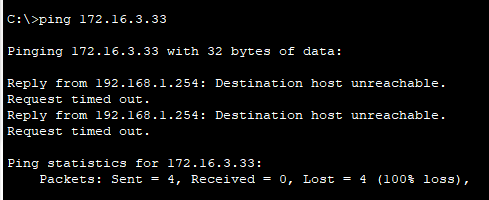 C:\>ping 172.16.3.33
Pinging 172.16.3.33 with 32 bytes of data:
Reply from 192.168.1.254: Destination host unreachable.
Request timed out.
Reply from 192.168.1.254: Destination host unreachable.
Request timed out.
Ping statistics for 172.16.3.33:
    Packets: Sent = 4, Received = 0, Lost = 4 (100% loss),